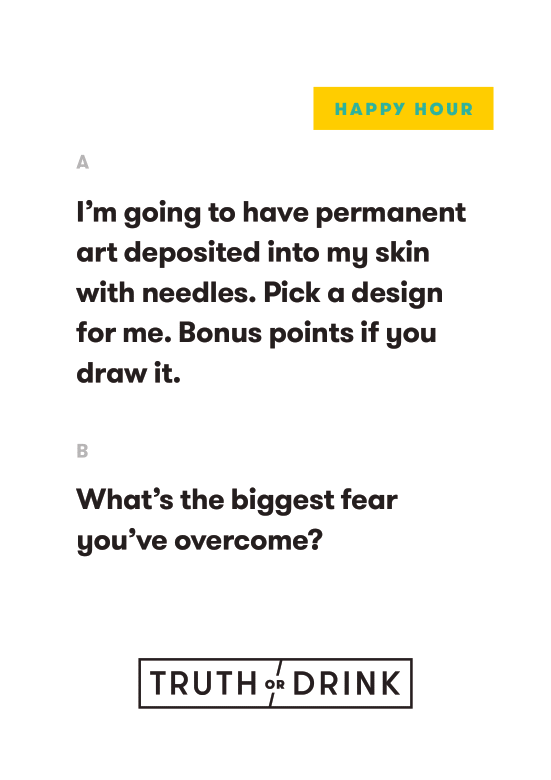 HAPPY HOUR
A
I’m going to have permanent
art deposited into my skin
with needles. Pick a design
for me. Bonus points if you
draw it.
B
What’s the biggest fear
you’ve overcome?
TRUTH OR DRINK